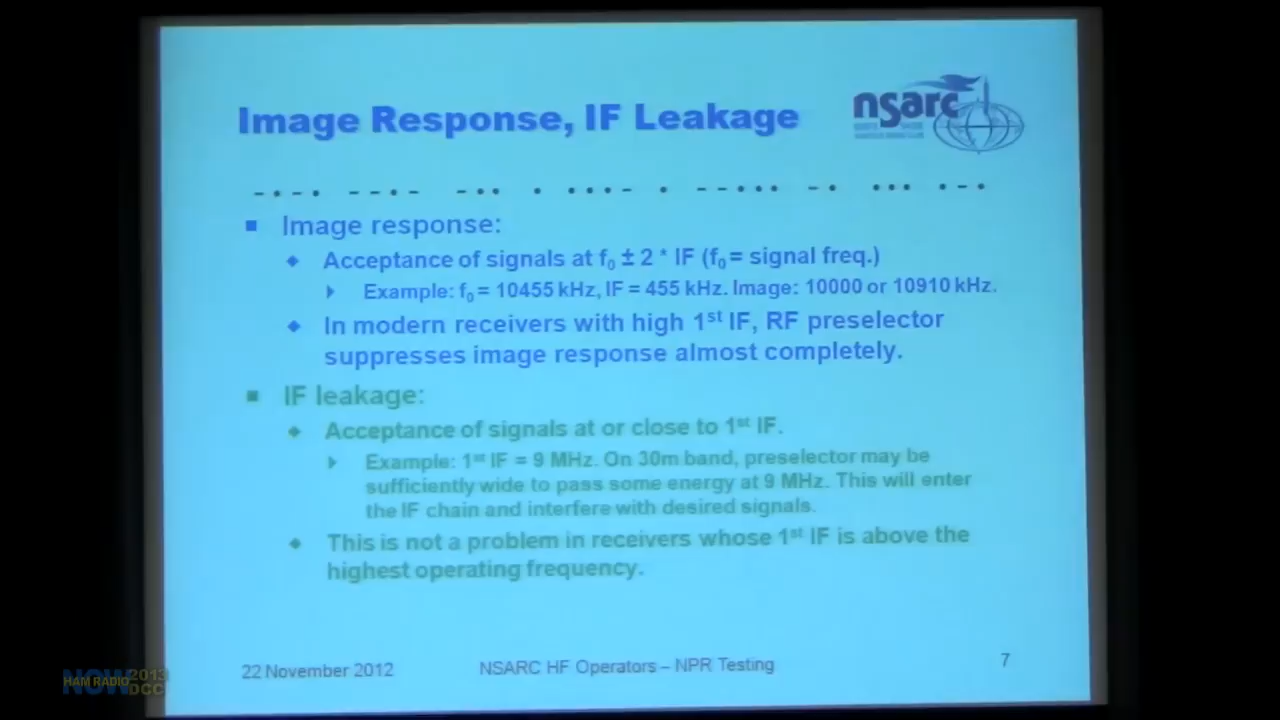 Image Response, IF Leakage
nsarc
Image response:
Acceptance of signals at f₀ ± 2 * IF (f₀ = signal freq.)
Example: f₀ = 10455 kHz, IF = 455 kHz. Image: 10000 or 10910 kHz.
In modern receivers with high 1st IF, RF preselector
suppresses image response almost completely.
IF leakage:
Acceptance of signals at or close to 1st IF.
Example: 1st IF = 9 MHz. On 30m band, preselector may be
sufficiently wide to pass some energy at 9 MHz. This will enter
the IF chain and interfere with desired signals.
This is not a problem in receivers whose 1st IF is above the
highest operating frequency.
22 November 2012
NSARC HF Operators – NPR Testing
7
HAM RADIO
NOW
2013
DCC